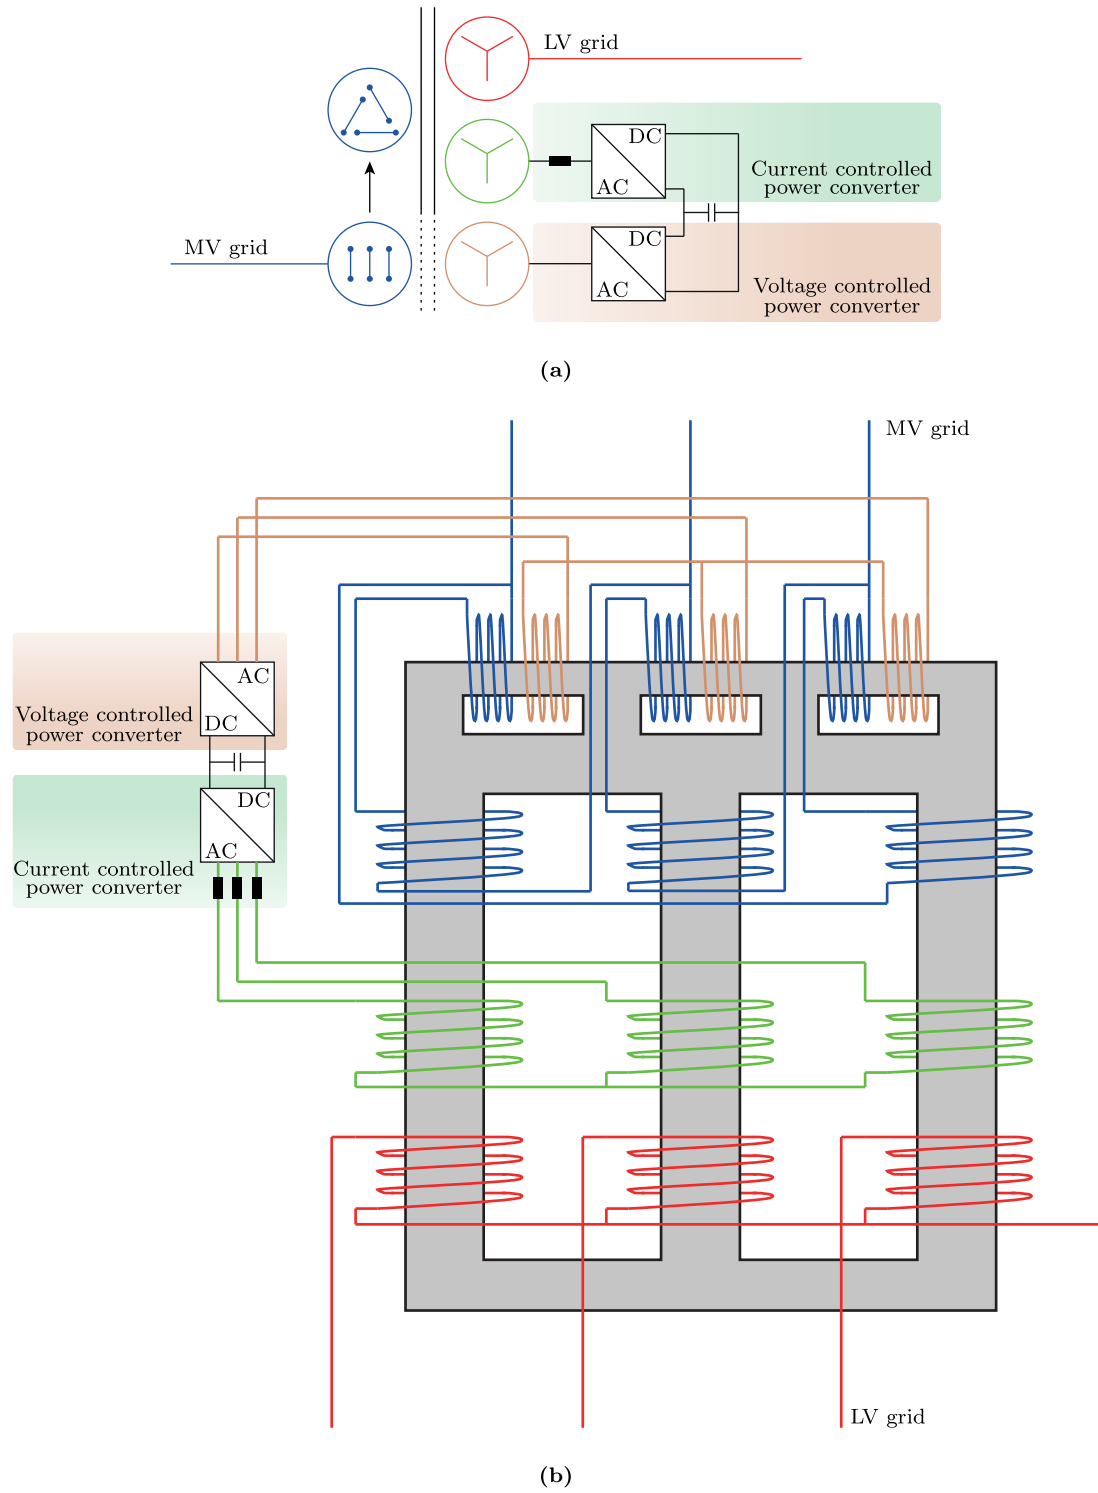 LV grid
DC
AC
Current controlled
power converter
MV grid
DC
AC
Voltage controlled
power converter
(a)
MV grid
AC
DC
Voltage controlled
power converter
DC
AC
Current controlled
power converter
LV grid
(b)